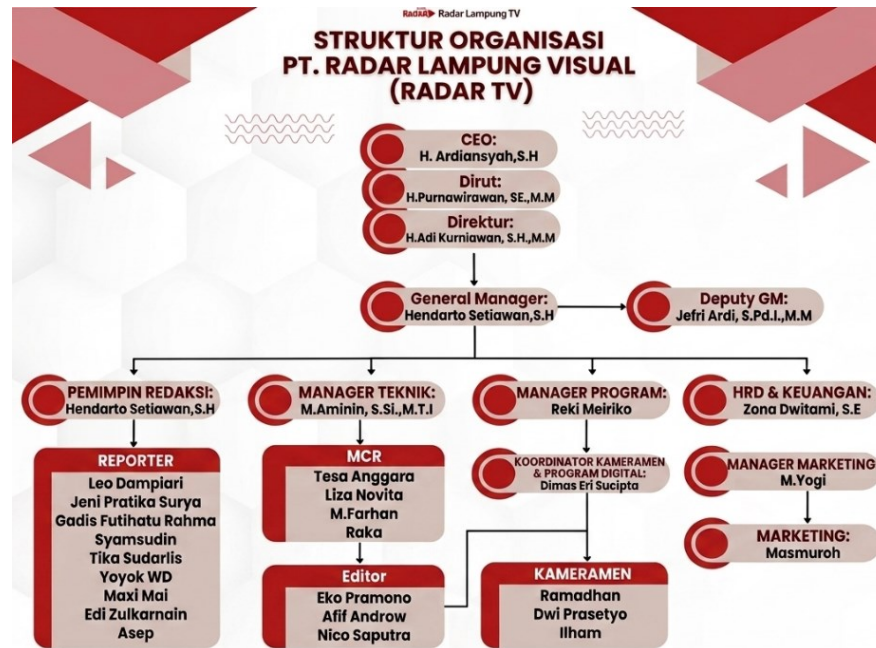 RADAR Radar Lampung TV
STRUKTUR ORGANISASI
PT. RADAR LAMPUNG VISUAL
(RADAR TV)
CEO:
H. Ardiansyah,S.H
Dirut:
H.Purnawirawan, SE.,M.M
Direktur:
H.Adi Kurniawan, S.H.,M.M
General Manager:
Hendarto Setiawan,S.H
Deputy GM:
Jefri Ardi, S.Pd.I.,M.M
PEMIMPIN REDAKSI:
Hendarto Setiawan,S.H
MANAGER TEKNIK:
M.Aminin, S.Si.,M.T.I
MANAGER PROGRAM:
Reki Meiriko
HRD & KEUANGAN:
Zona Dwitami, S.E
REPORTER
Leo Dampiari
Jeni Pratika Surya
Gadis Futihatu Rahma
Syamsudin
Tika Sudarlis
Yoyok WD
Maxi Mai
Edi Zulkarnain
Asep
MCR
Tesa Anggara
Liza Novita
M.Farhan
Raka
Editor
Eko Pramono
Afif Androw
Nico Saputra
KOORDINATOR KAMERAMEN
& PROGRAM DIGITAL:
Dimas Eri Sucipta
KAMERAMEN
Ramadhan
Dwi Prasetyo
Ilham
MANAGER MARKETING
M.Yogi
MARKETING:
Masmuroh